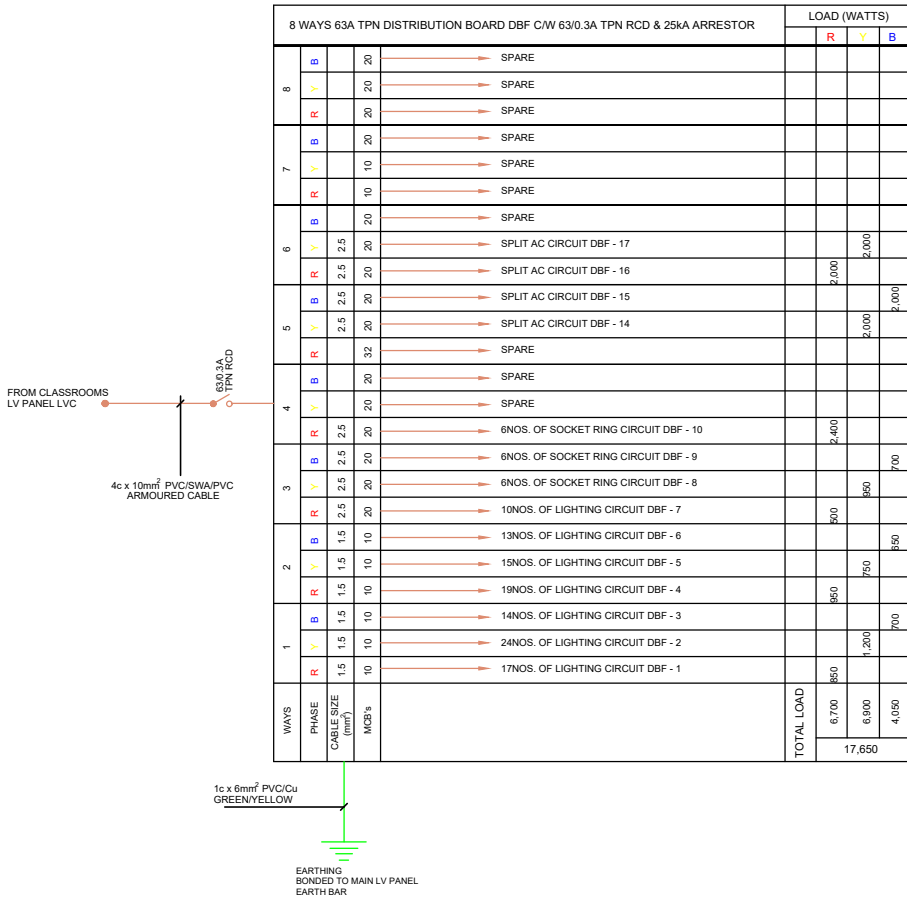 8 WAYS 63A TPN DISTRIBUTION BOARD DBF C/W 63/0.3A TPN RCD & 25kA ARRESTOR
LOAD (WATTS)
R Y B
8 B 20 SPARE
Y 20 SPARE
R 20 SPARE
7 B 20 SPARE
Y 10 SPARE
R 10 SPARE
6 B 20 SPARE
Y 2.5 20 SPLIT AC CIRCUIT DBF - 17 2,000
R 2.5 20 SPLIT AC CIRCUIT DBF - 16 2,000
5 B 2.5 20 SPLIT AC CIRCUIT DBF - 15 2,000
Y 2.5 20 SPLIT AC CIRCUIT DBF - 14 2,000
R 32 SPARE
4 B 20 SPARE
Y 20 SPARE
R 2.5 20 6NOS. OF SOCKET RING CIRCUIT DBF - 10 2,400
3 B 2.5 20 6NOS. OF SOCKET RING CIRCUIT DBF - 9 700
Y 2.5 20 6NOS. OF SOCKET RING CIRCUIT DBF - 8 950
R 2.5 20 10NOS. OF LIGHTING CIRCUIT DBF - 7 500
2 B 1.5 10 13NOS. OF LIGHTING CIRCUIT DBF - 6 650
Y 1.5 10 15NOS. OF LIGHTING CIRCUIT DBF - 5 750
R 1.5 10 19NOS. OF LIGHTING CIRCUIT DBF - 4 950
1 B 1.5 10 14NOS. OF LIGHTING CIRCUIT DBF - 3 700
Y 1.5 10 24NOS. OF LIGHTING CIRCUIT DBF - 2 1,200
R 1.5 10 17NOS. OF LIGHTING CIRCUIT DBF - 1 850
WAYS PHASE CABLE SIZE (mm²) MCB's TOTAL LOAD 6,700 6,900 4,050
17,650
FROM CLASSROOMS
LV PANEL LVC
63/0.3A
TPN RCD
4c x 10mm² PVC/SWA/PVC
ARMOURED CABLE
1c x 6mm² PVC/Cu
GREEN/YELLOW
EARTHING
BONDED TO MAIN LV PANEL
EARTH BAR